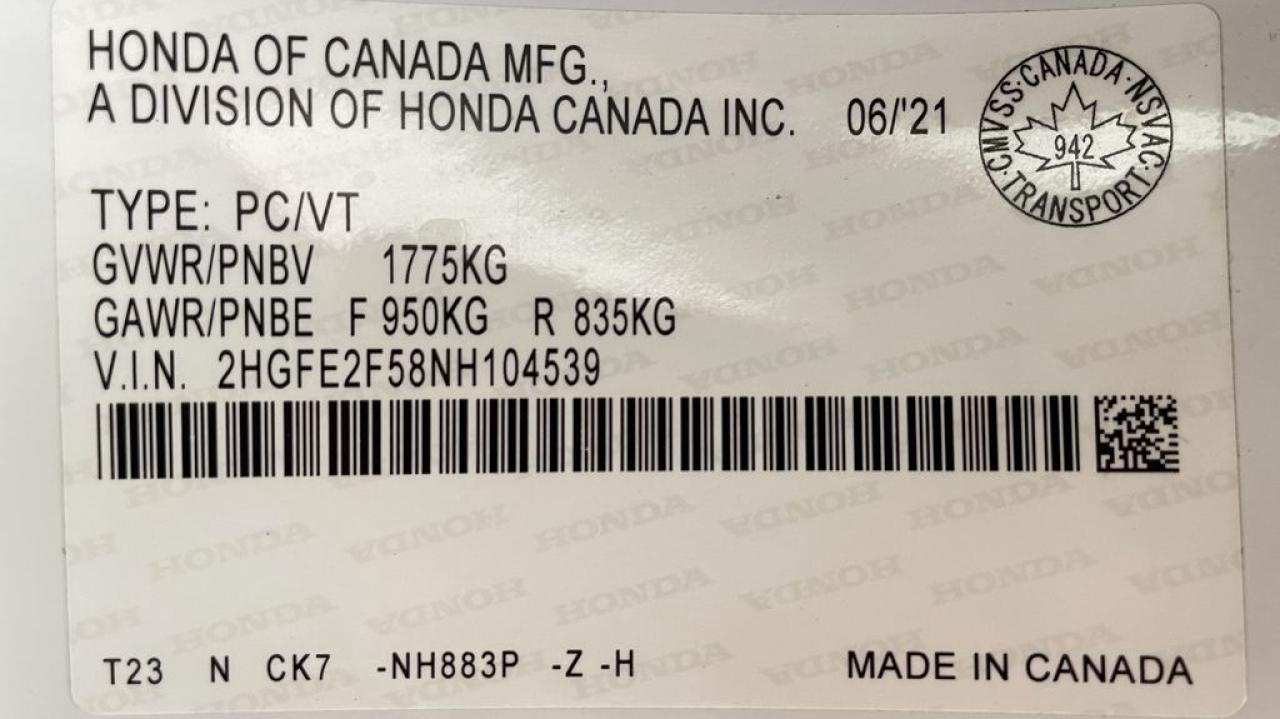 HONDA OF CANADA MFG.,
A DIVISION OF HONDA CANADA INC. 06/'21
CMVSS·CANADA·NSVAC·TRANSPORT·
942
TYPE: PC/VT
GVWR/PNBV 1775KG
GAWR/PNBE F 950KG R 835KG
V.I.N. 2HGFE2F58NH104539
T23 N CK7 -NH883P -Z -H
MADE IN CANADA